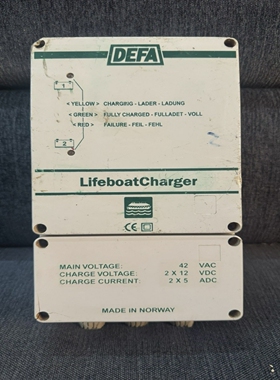 DEFA
1
<YELLOW> CHARGING - LADER - LADUNG
<GREEN> FULLY CHARGED - FULLADET - VOLL
<RED> FAILURE - FEIL - FEHL
2
LifeboatCharger
CE
MAIN VOLTAGE: 42 VAC
CHARGE VOLTAGE: 2 X 12 VDC
CHARGE CURRENT: 2 X 5 ADC
MADE IN NORWAY